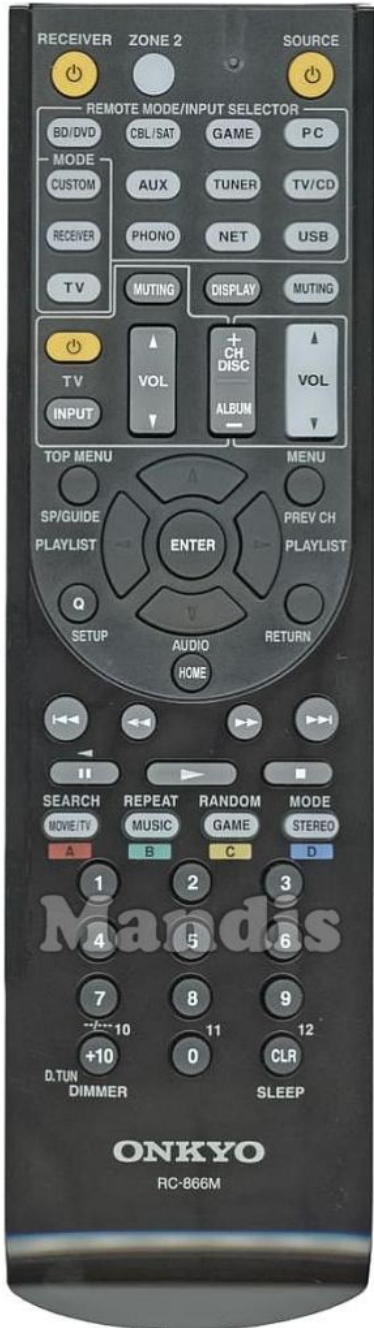 RECEIVER ZONE 2 SOURCE
REMOTE MODE/INPUT SELECTOR
BD/DVD CBL/SAT GAME PC
MODE
CUSTOM AUX TUNER TV/CD
RECEIVER PHONO NET USB
TV MUTING DISPLAY MUTING
+
CH
DISC
TV VOL VOL
INPUT ALBUM
-
TOP MENU MENU
SP/GUIDE PREV CH
PLAYLIST ENTER PLAYLIST
Q
SETUP AUDIO RETURN
HOME
SEARCH REPEAT RANDOM MODE
MOVIE/TV MUSIC GAME STEREO
A B C D
1 2 3
Mandis
4 5 6
7 8 9
--/--- 10 11 12
+10 0 CLR
D.TUN
DIMMER SLEEP
ONKYO
RC-866M